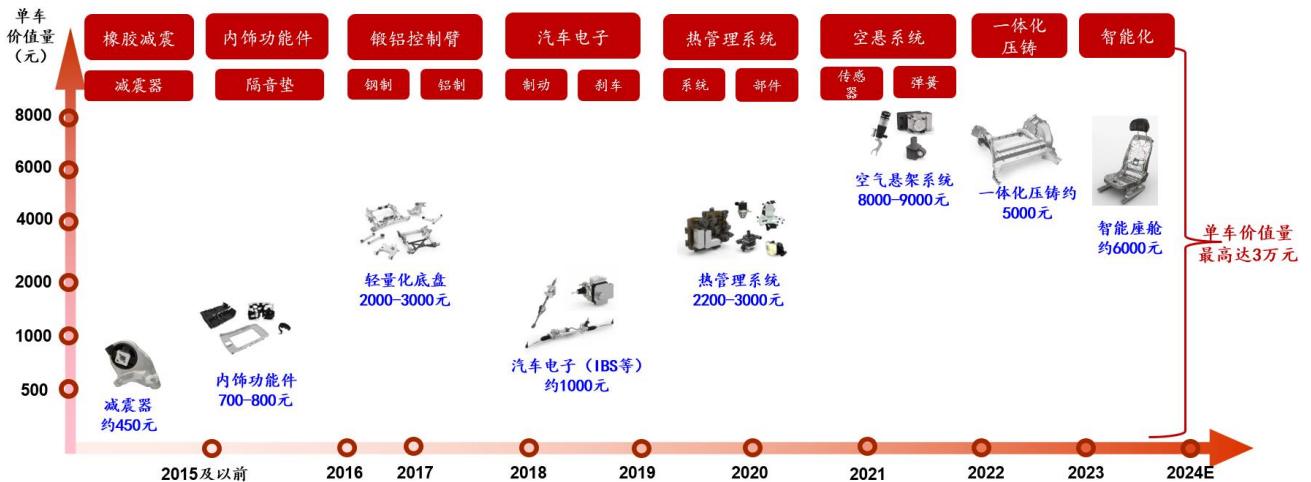 单车
价值量
(元)
橡胶减震
内饰功能件
锻铝控制臂
汽车电子
热管理系统
空悬系统
一体化
压铸
智能化
减震器
隔音垫
钢制
铝制
制动
刹车
系统
部件
传感
器
弹簧
8000
6000
4000
2000
1000
500
减震器
约450元
内饰功能件
700-800元
轻量化底盘
2000-3000元
汽车电子（IBS等）
约1000元
热管理系统
2200-3000元
空气悬架系统
8000-9000元
一体化压铸约
5000元
智能座舱
约6000元
单车价值量
最高达3万元
2015及以前
2016
2017
2018
2019
2020
2021
2022
2023
2024E